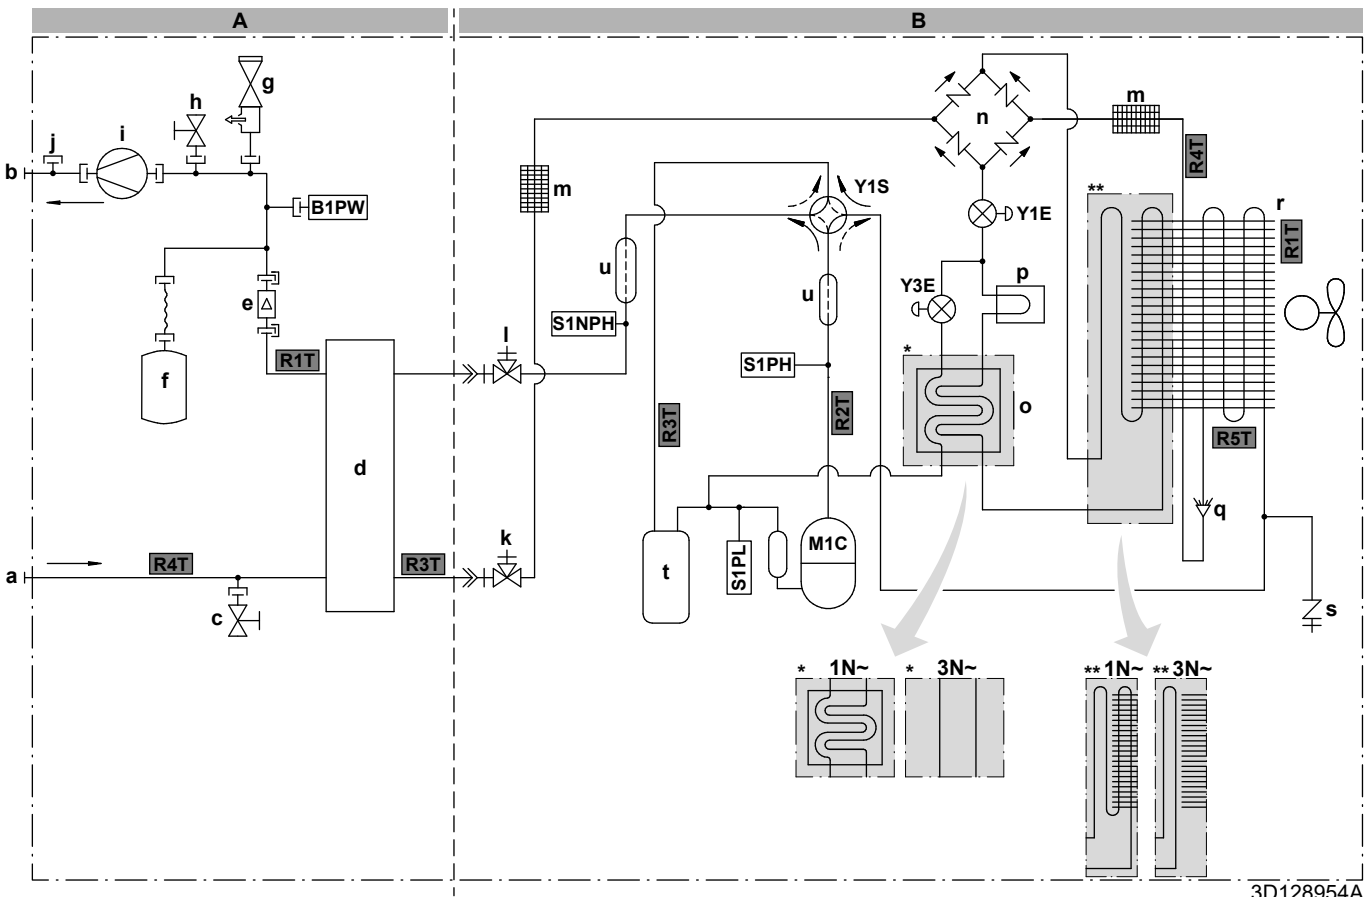 A B
g
h
m
j i n
R4T
b
m Y1S **
B1PW r
Y1E
R1T
u
p
e u Y3E
S1NPH
l *
R1T S1PH
f
o
R3T R2T
R5T
d
q
k M1C
R4T R3T t S1PL
a
c s
* 1N~ * 3N~ ** 1N~ ** 3N~
3D128954A